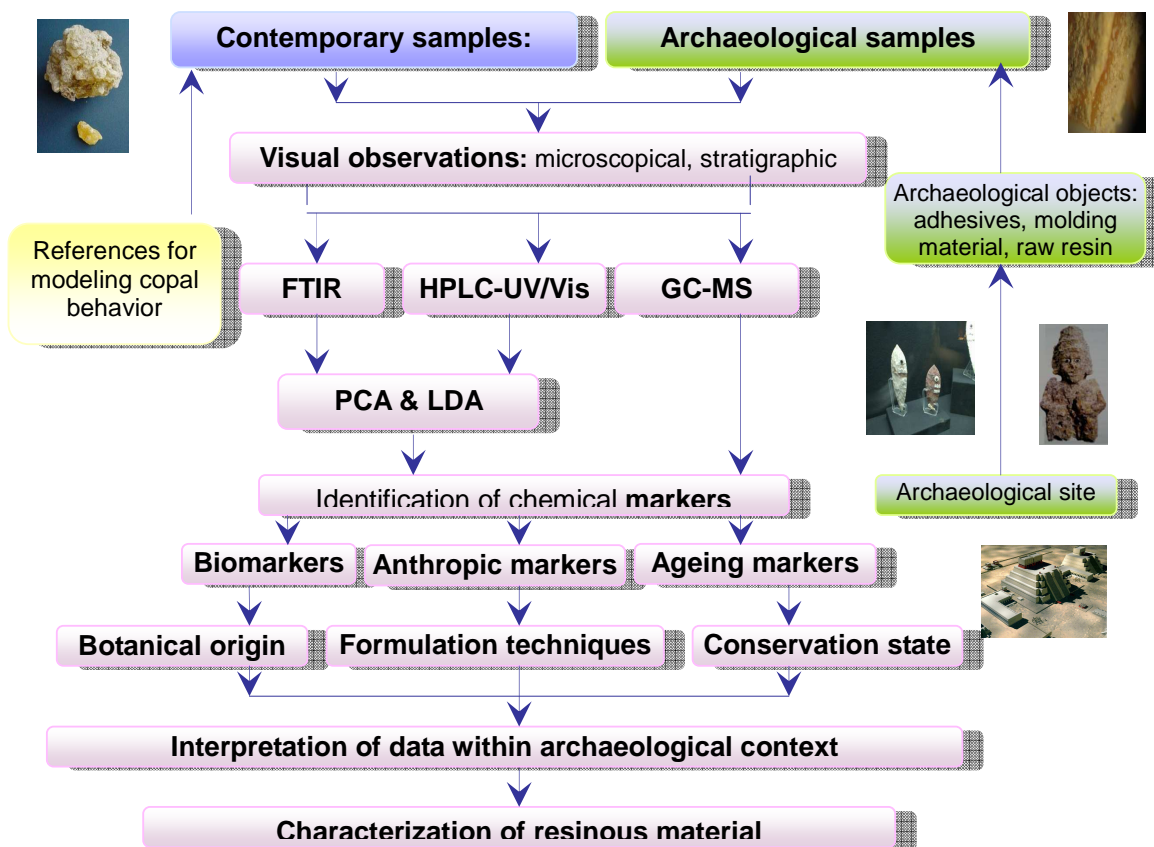 Contemporary samples:
Archaeological samples
Visual observations: microscopical, stratigraphic
Archaeological objects:
adhesives, molding
material, raw resin
References for
modeling copal
behavior
FTIR
HPLC-UV/Vis
GC-MS
PCA & LDA
Identification of chemical markers
Archaeological site
Biomarkers
Anthropic markers
Ageing markers
Botanical origin
Formulation techniques
Conservation state
Interpretation of data within archaeological context
Characterization of resinous material